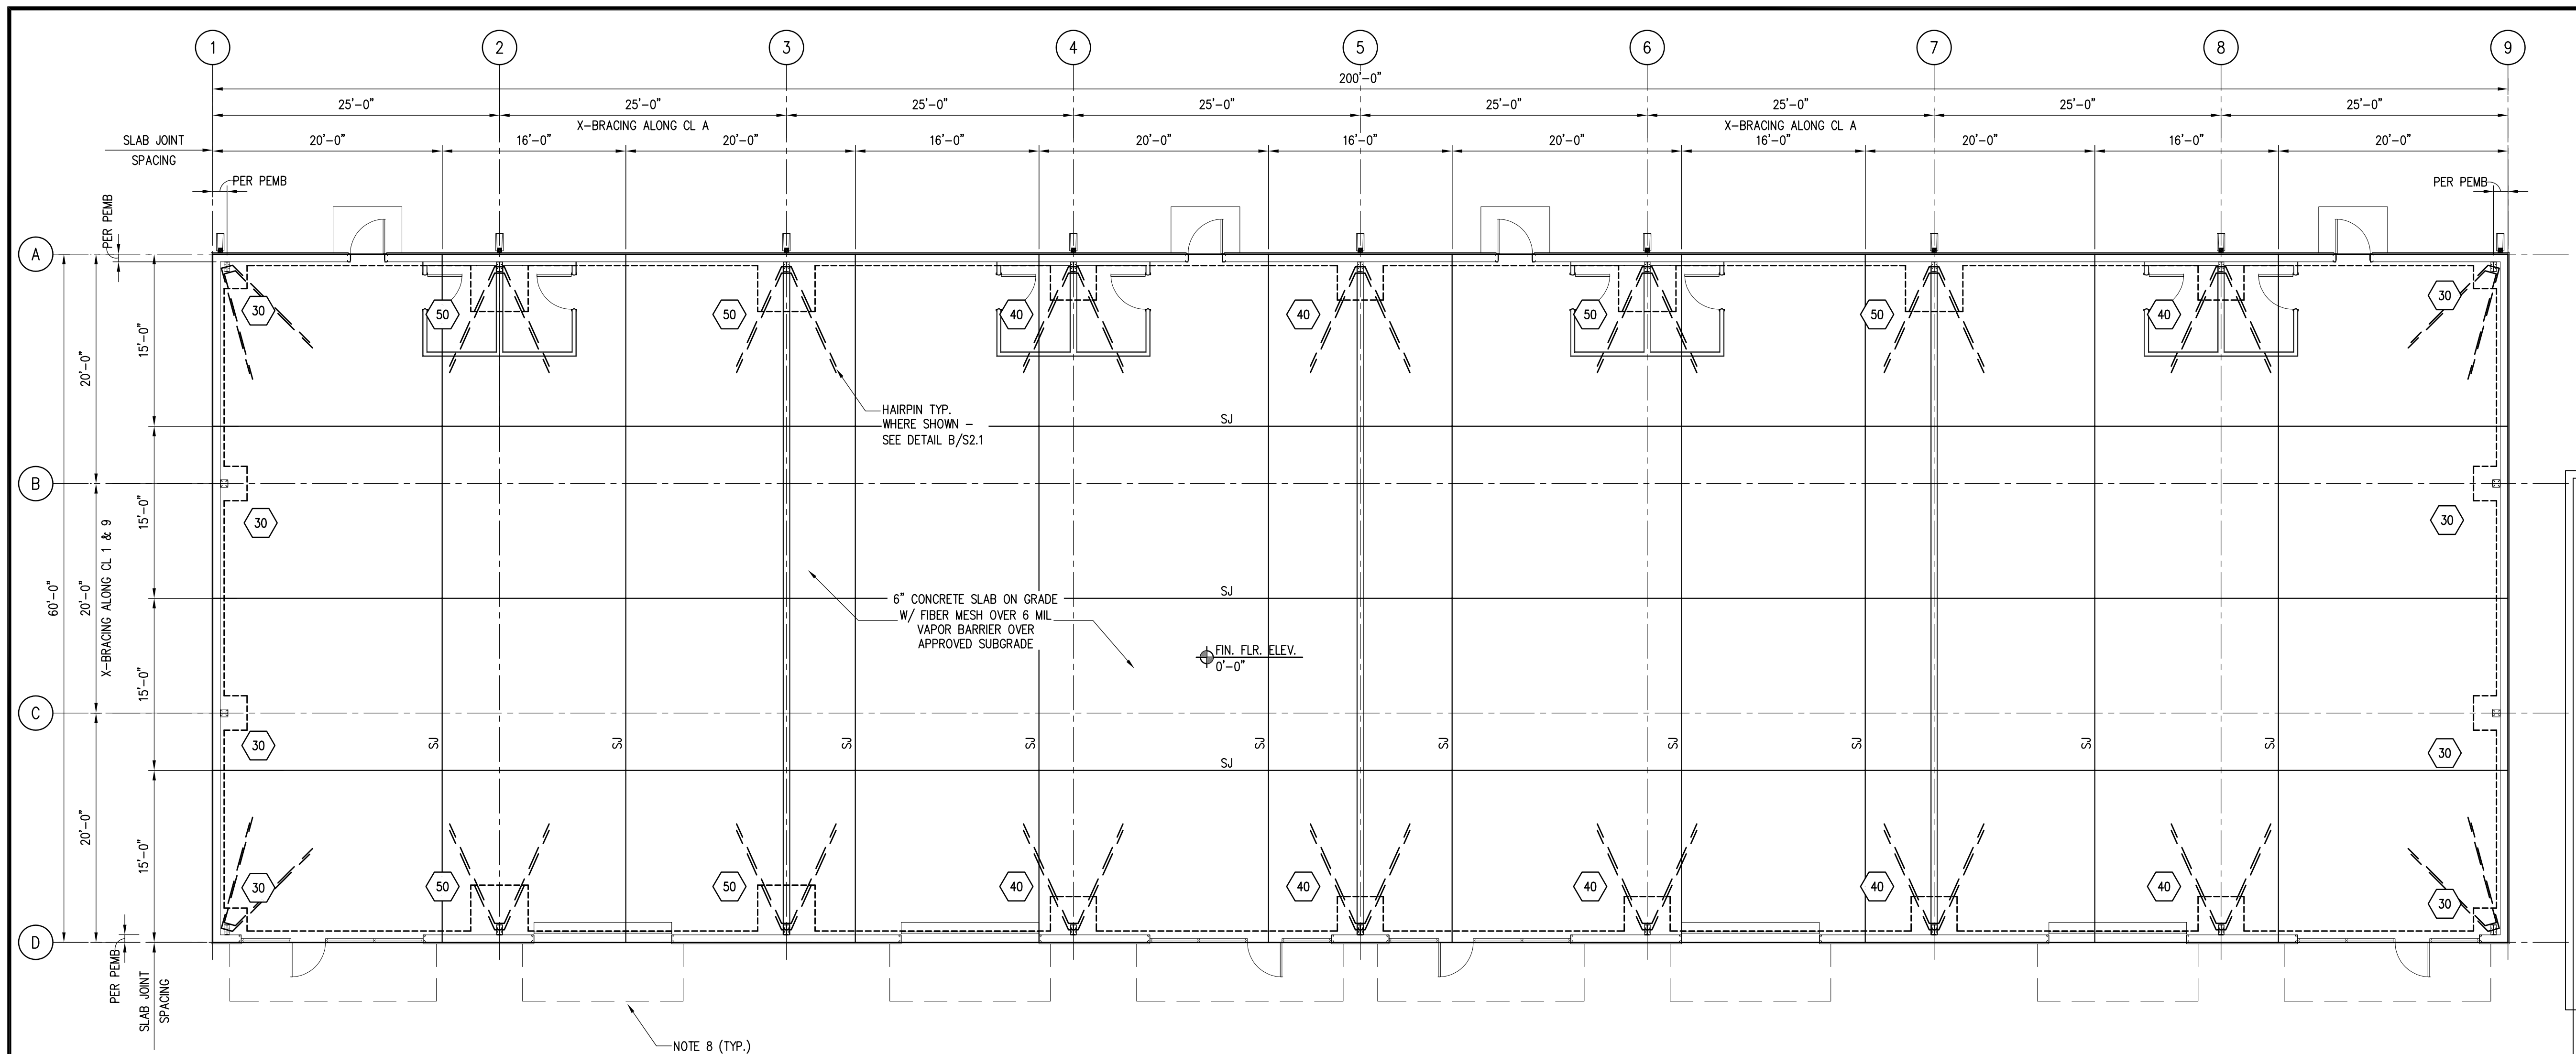 1 2 3 4 5 6 7 8 9
200'-0"
25'-0" 25'-0" 25'-0" 25'-0" 25'-0" 25'-0" 25'-0" 25'-0"
X-BRACING ALONG CL A X-BRACING ALONG CL A
SLAB JOINT
SPACING
20'-0" 16'-0" 20'-0" 16'-0" 20'-0" 16'-0" 20'-0" 16'-0" 20'-0" 16'-0" 20'-0"
PER PEMB PER PEMB
PER PEMB
A
30 50 50 40 40 50 50 40 30
15'-0"
20'-0"
HAIRPIN TYP.
WHERE SHOWN -
SEE DETAIL B/S2.1
SJ
B
30 30
15'-0"
X-BRACING ALONG CL 1 & 9
20'-0"
60'-0"
6" CONCRETE SLAB ON GRADE
W/ FIBER MESH OVER 6 MIL
VAPOR BARRIER OVER
APPROVED SUBGRADE
SJ
FIN. FLR. ELEV.
0'-0"
15'-0"
C
30 30
SJ SJ SJ SJ SJ SJ SJ SJ SJ SJ
SJ
20'-0"
15'-0"
30 50 50 40 40 40 40 40 30
D
PER PEMB
SLAB JOINT
SPACING
NOTE 8 (TYP.)